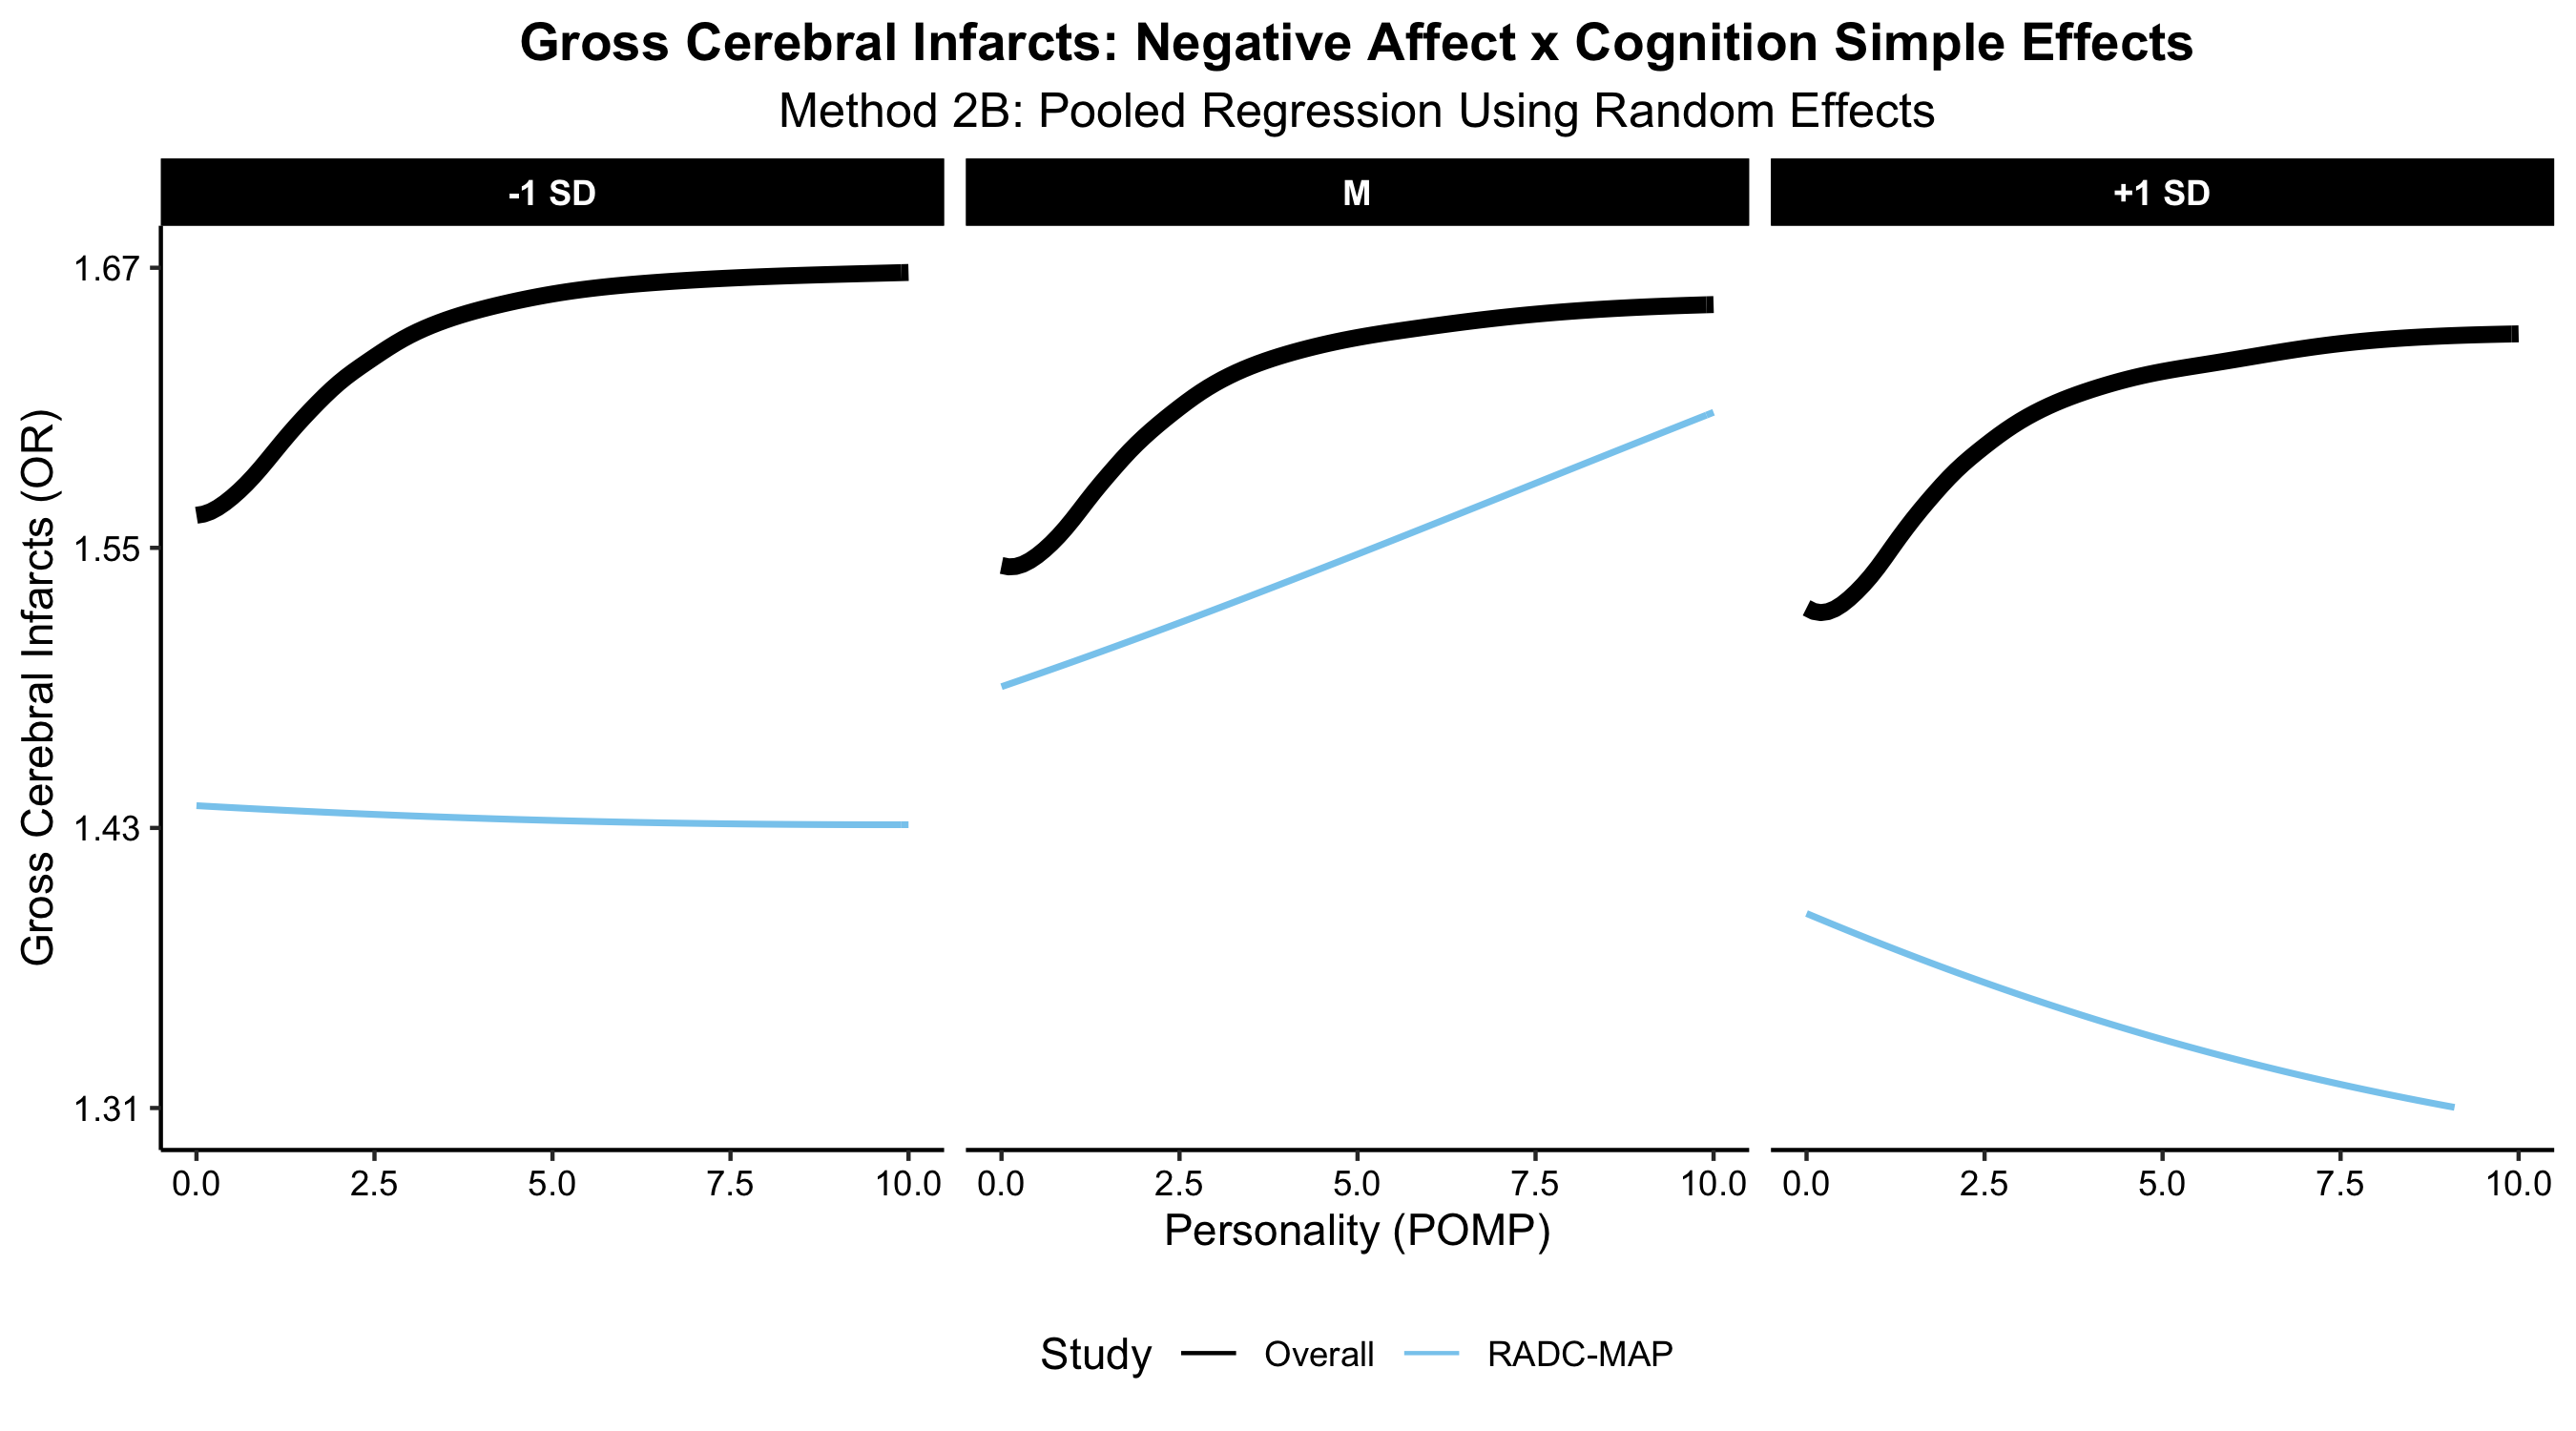 Gross Cerebral Infarcts: Negative Affect x Cognition Simple Effects
Method 2B: Pooled Regression Using Random Effects
-1 SD M +1 SD
Gross Cerebral Infarcts (OR)
1.67
1.55
1.43
1.31
0.0 2.5 5.0 7.5 10.0 0.0 2.5 5.0 7.5 10.0 0.0 2.5 5.0 7.5 10.0
Personality (POMP)
Study Overall RADC-MAP